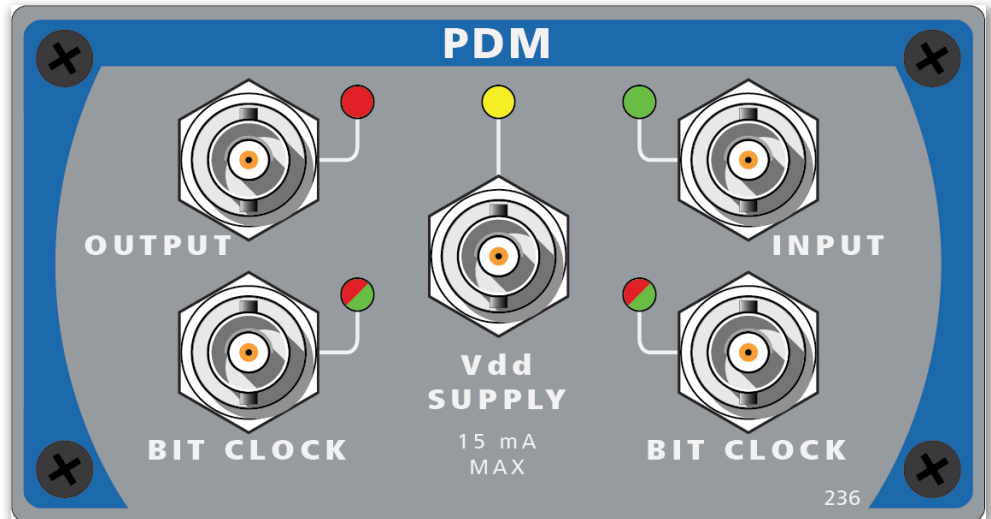 PDM
OUTPUT
INPUT
Vdd
SUPPLY
BIT CLOCK
BIT CLOCK
15 mA
MAX
236